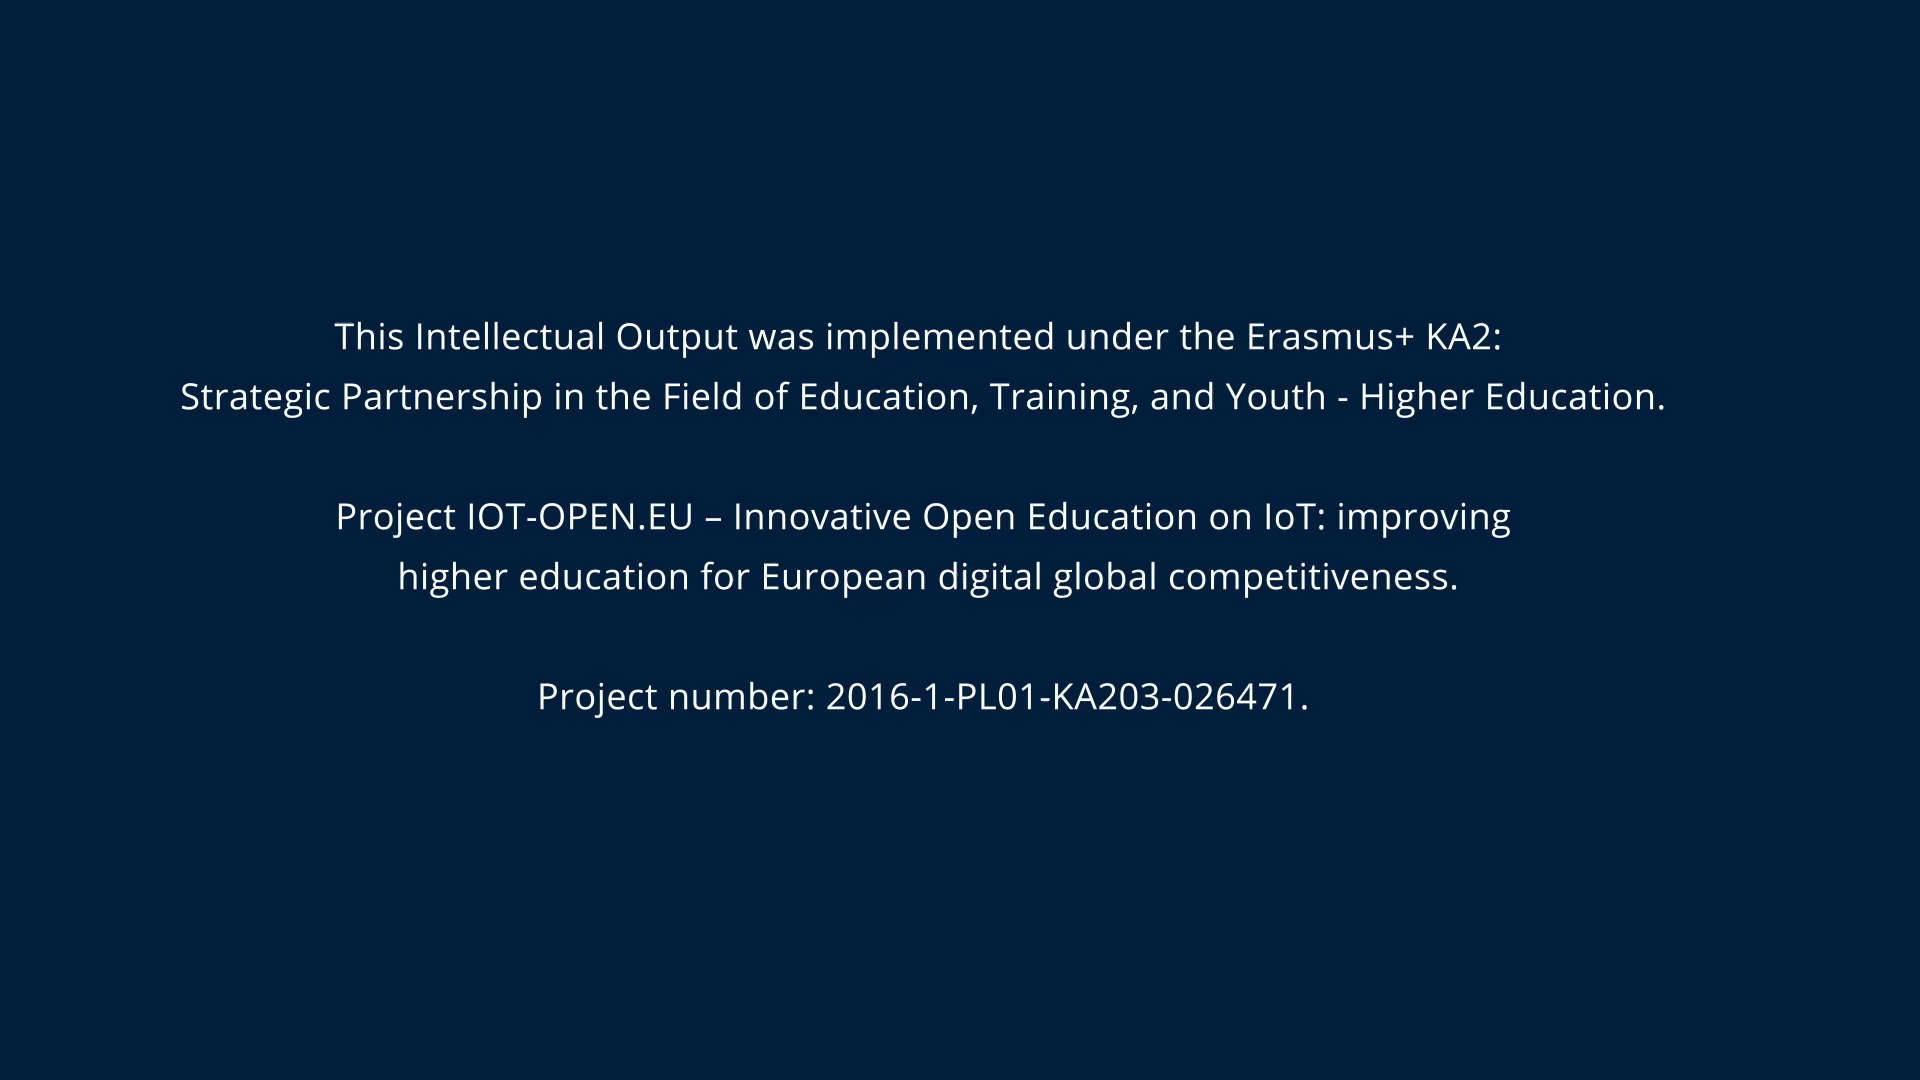 This Intellectual Output was implemented under the Erasmus+ KA2:
Strategic Partnership in the Field of Education, Training, and Youth - Higher Education.
Project IOT-OPEN.EU – Innovative Open Education on IoT: improving
higher education for European digital global competitiveness.
Project number: 2016-1-PL01-KA203-026471.